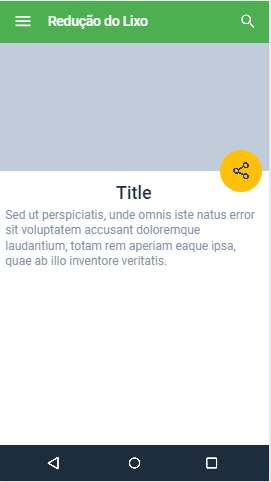 Redução do Lixo
Title
Sed ut perspiciatis, unde omnis iste natus error
sit voluptatem accusant doloremque
laudantium, totam rem aperiam eaque ipsa,
quae ab illo inventore veritatis.